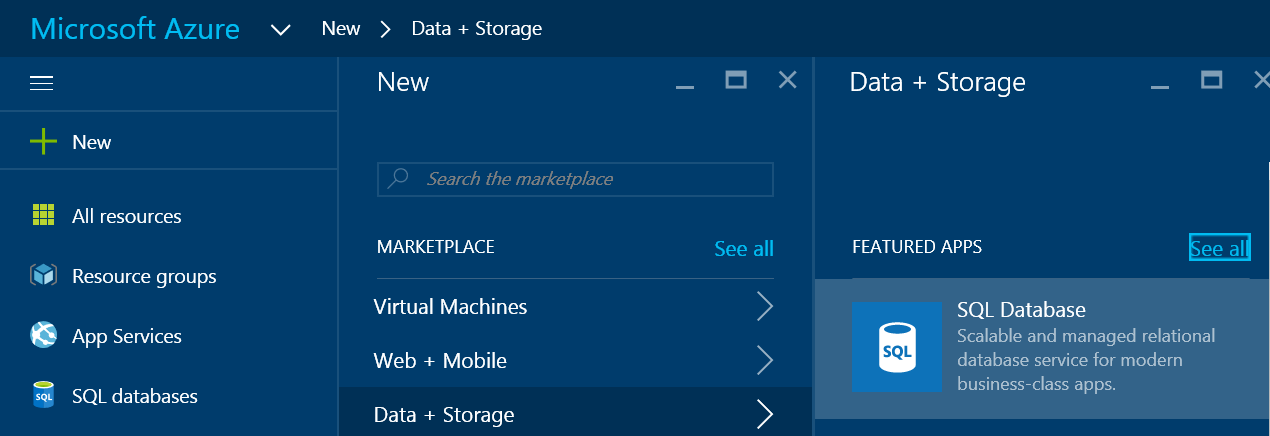 Microsoft Azure New Data + Storage
New
All resources
Resource groups
App Services
SQL databases
New
Search the marketplace
MARKETPLACE See all
Virtual Machines
Web + Mobile
Data + Storage
Data + Storage
FEATURED APPS See all
SQL Database
Scalable and managed relational
database service for modern
business-class apps.
SQL
SQL